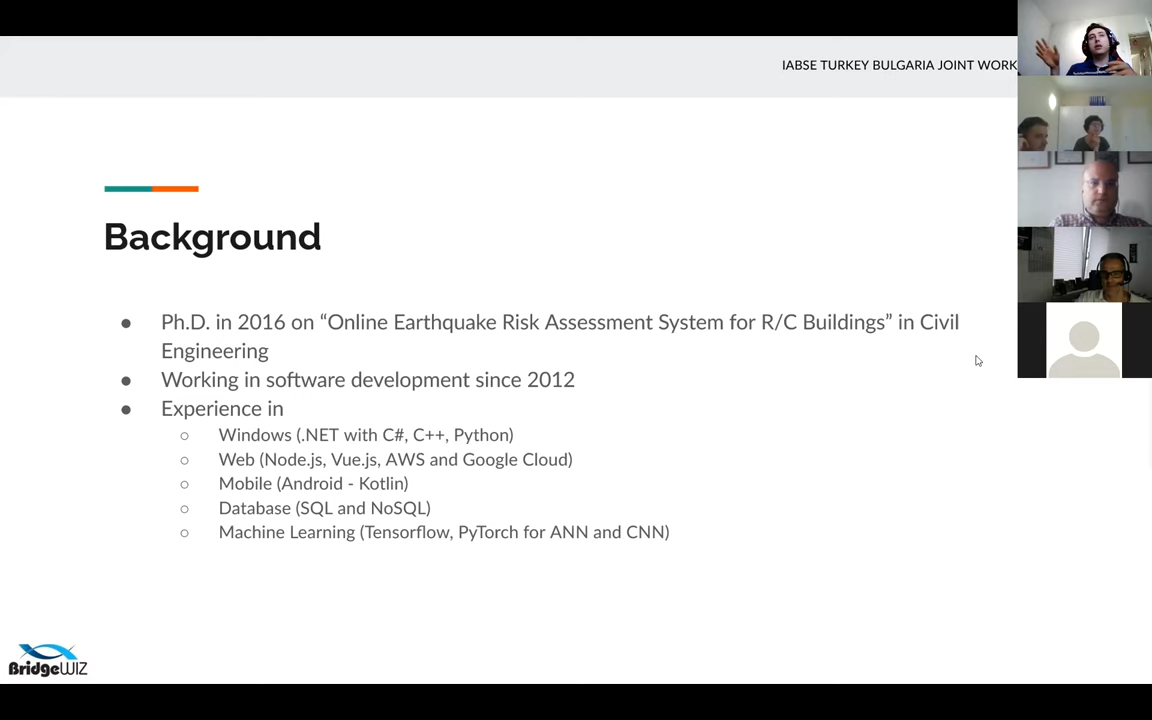 IABSE TURKEY BULGARIA JOINT WORK
Background
● Ph.D. in 2016 on “Online Earthquake Risk Assessment System for R/C Buildings” in Civil
Engineering
● Working in software development since 2012
● Experience in
○ Windows (.NET with C#, C++, Python)
○ Web (Node.js, Vue.js, AWS and Google Cloud)
○ Mobile (Android - Kotlin)
○ Database (SQL and NoSQL)
○ Machine Learning (Tensorflow, PyTorch for ANN and CNN)
BridgeWIZ